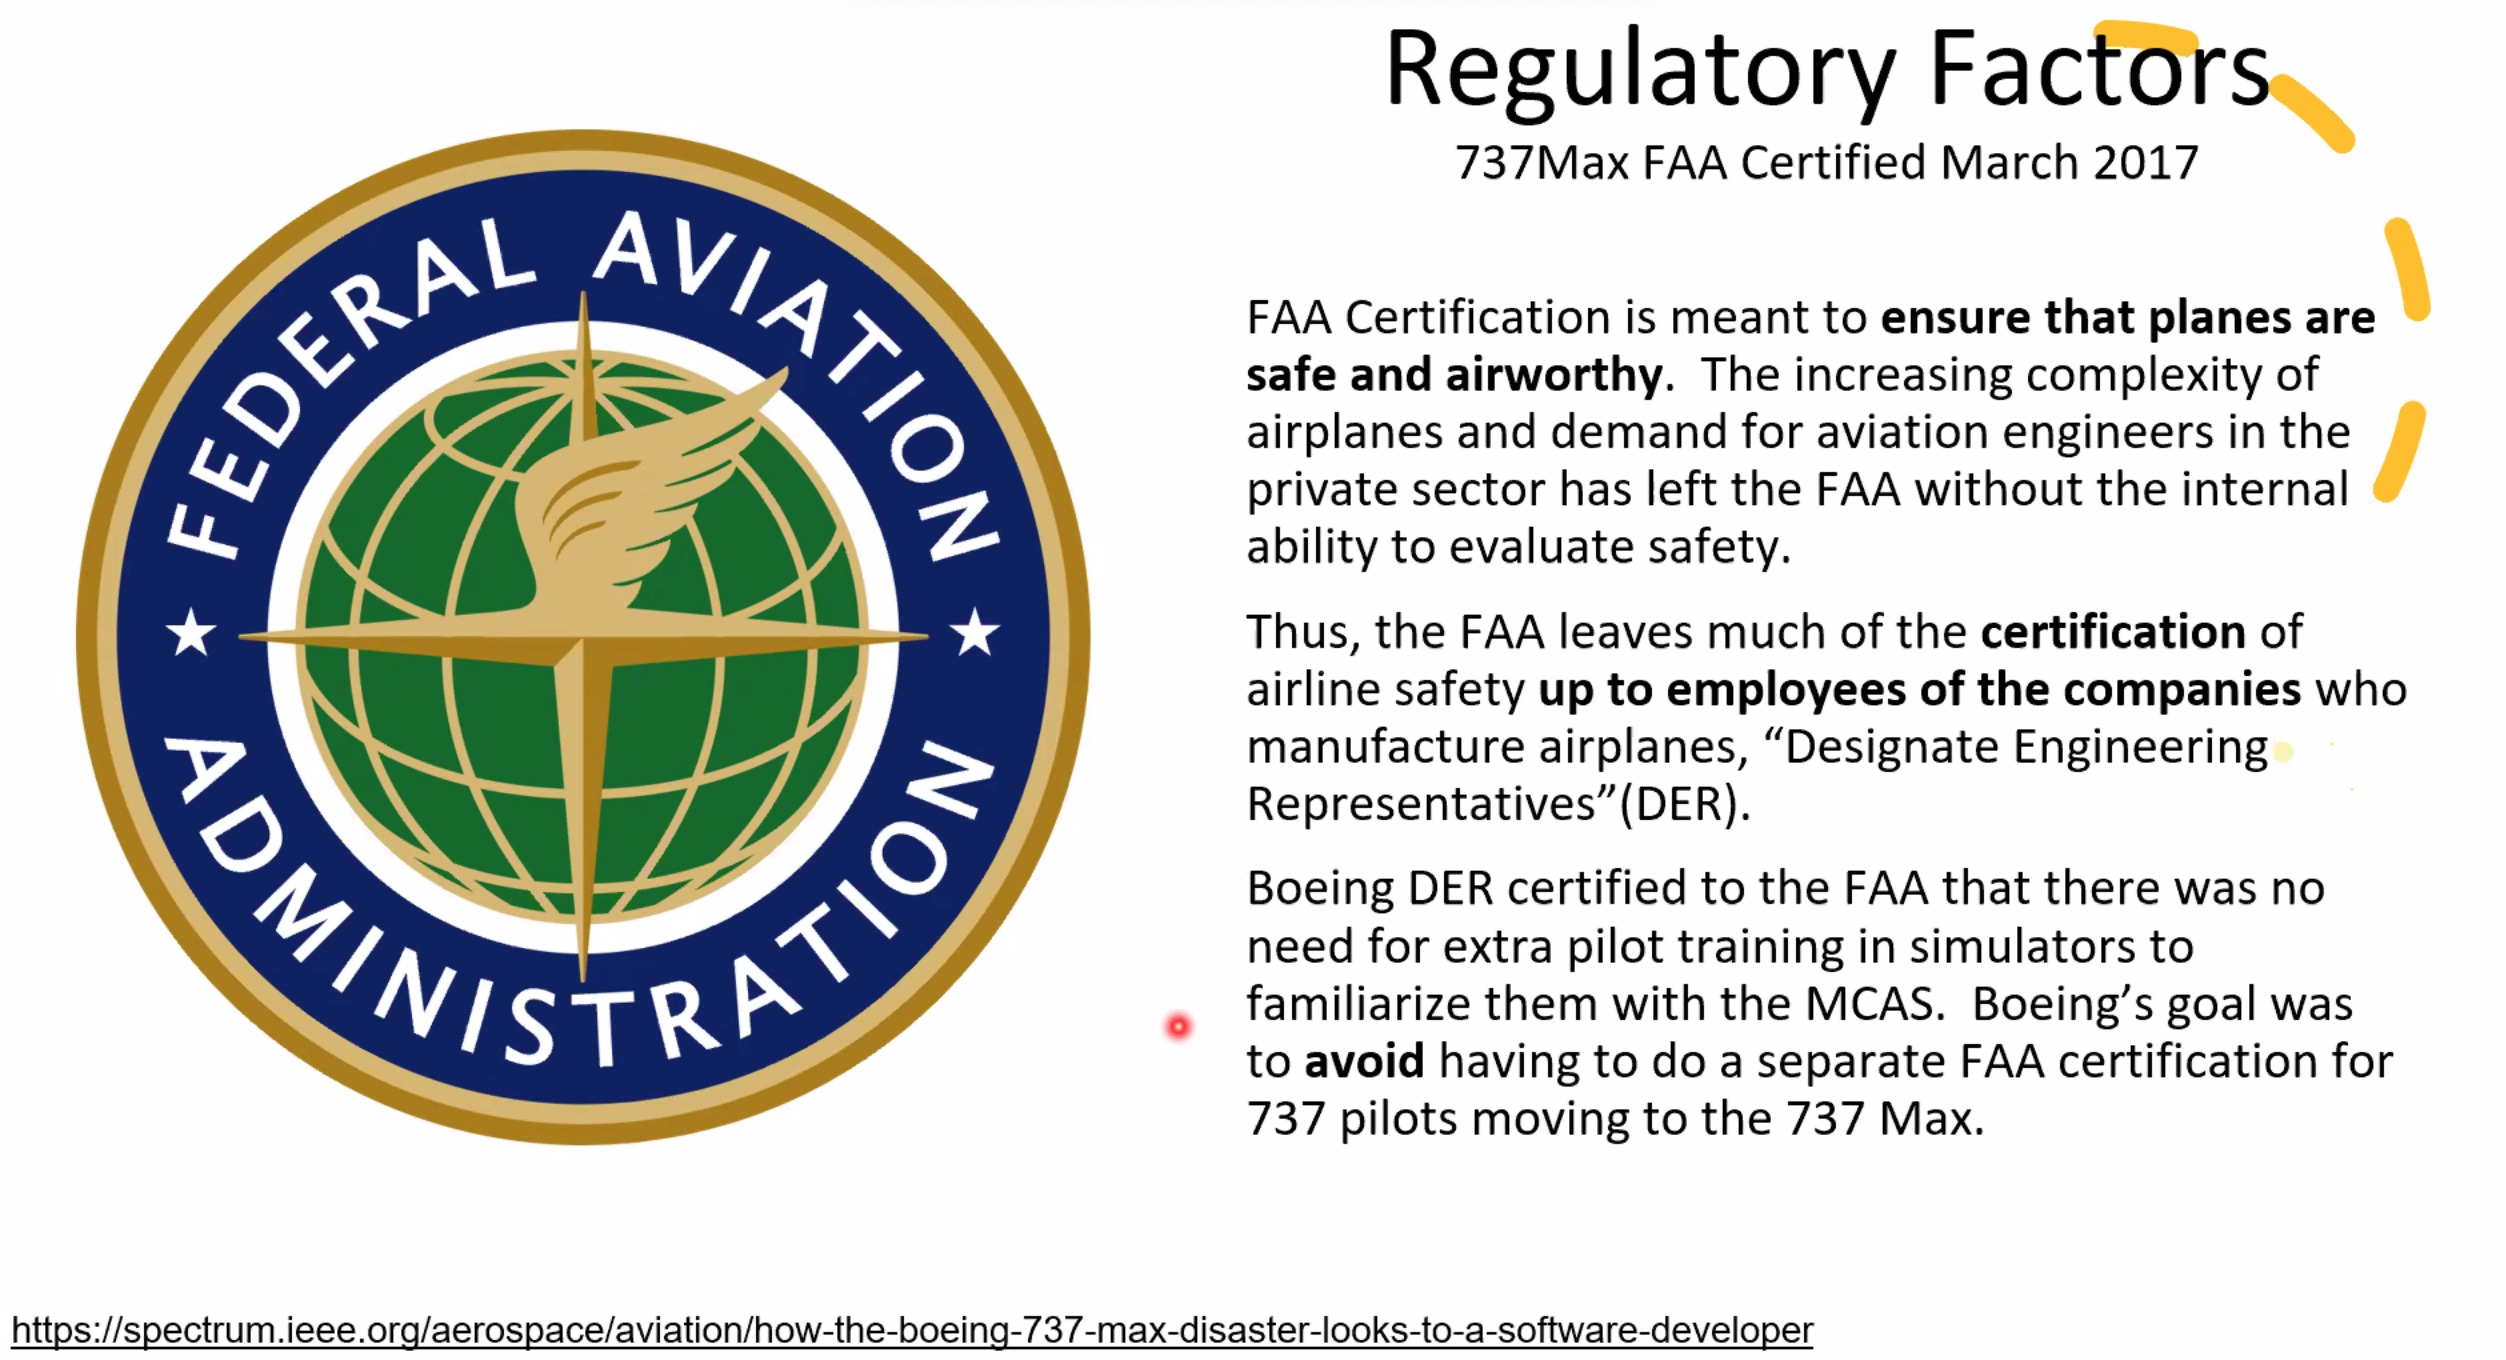 FEDERAL AVIATION
ADMINISTRATION
Regulatory Factors
737Max FAA Certified March 2017
FAA Certification is meant to ensure that planes are
safe and airworthy.  The increasing complexity of
airplanes and demand for aviation engineers in the
private sector has left the FAA without the internal
ability to evaluate safety.
Thus, the FAA leaves much of the certification of
airline safety up to employees of the companies who
manufacture airplanes, “Designate Engineering
Representatives”(DER).
Boeing DER certified to the FAA that there was no
need for extra pilot training in simulators to
familiarize them with the MCAS.  Boeing’s goal was
to avoid having to do a separate FAA certification for
737 pilots moving to the 737 Max.
https://spectrum.ieee.org/aerospace/aviation/how-the-boeing-737-max-disaster-looks-to-a-software-developer